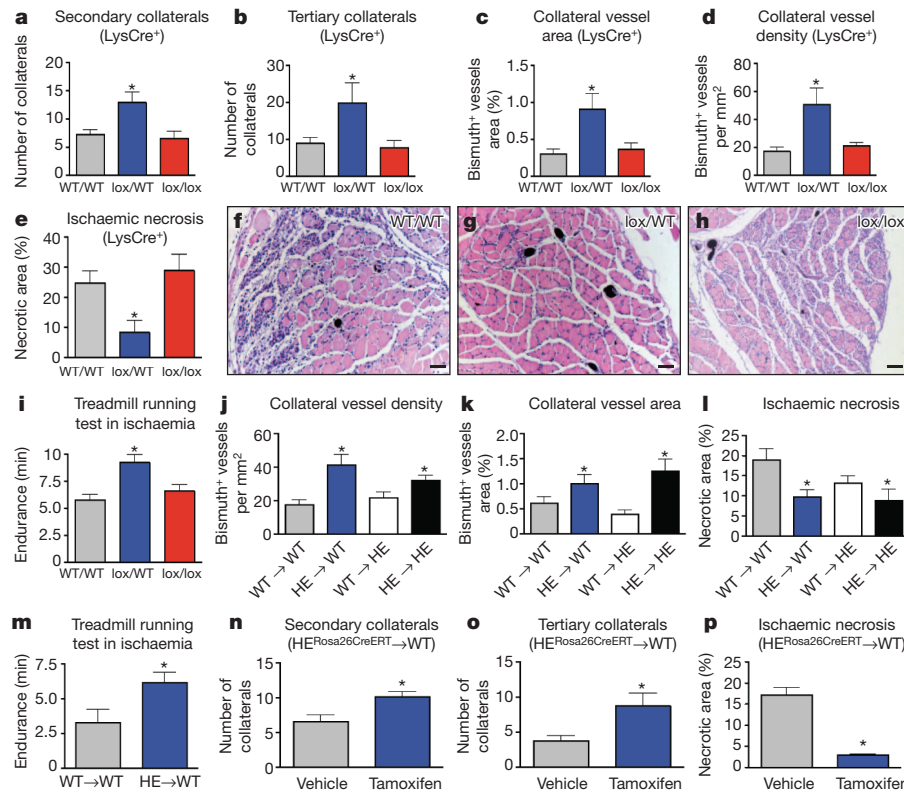 a Secondary collaterals
(LysCre⁺)
Number of collaterals
20
15
10
5
0
WT/WT lox/WT lox/lox
*
b Tertiary collaterals
(LysCre⁺)
Number of
collaterals
30
20
10
0
WT/WT lox/WT lox/lox
*
c Collateral vessel
area (LysCre⁺)
Bismuth⁺ vessels
area (%)
1.5
1.0
0.5
0
WT/WT lox/WT lox/lox
*
d Collateral vessel
density (LysCre⁺)
Bismuth⁺ vessels
per mm²
80
60
40
20
0
WT/WT lox/WT lox/lox
*
e Ischaemic necrosis
(LysCre⁺)
Necrotic area (%)
40
30
20
10
0
WT/WT lox/WT lox/lox
*
f WT/WT
g lox/WT
h lox/lox
i Treadmill running
test in ischaemia
Endurance (min)
10.0
7.5
5.0
2.5
0
WT/WT lox/WT lox/lox
*
j Collateral vessel density
Bismuth⁺ vessels
per mm²
60
40
20
0
WT → WT
HE → WT
WT → HE
HE → HE
* *
k Collateral vessel area
Bismuth⁺ vessels
area (%)
2.0
1.5
1.0
0.5
0
WT → WT
HE → WT
WT → HE
HE → HE
* *
l Ischaemic necrosis
Necrotic area (%)
25
20
15
10
5
0
WT → WT
HE → WT
WT → HE
HE → HE
* *
m Treadmill running
test in ischaemia
Endurance (min)
7.5
5.0
2.5
0
WT→WT HE→WT
*
n Secondary collaterals
(HERosa26CreERT→WT)
Number of
collaterals
15
10
5
0
Vehicle Tamoxifen
*
o Tertiary collaterals
(HERosa26CreERT→WT)
Number of
collaterals
15
10
5
0
Vehicle Tamoxifen
*
p Ischaemic necrosis
(HERosa26CreERT→WT)
Necrotic area (%)
25
20
15
10
5
0
Vehicle Tamoxifen
*